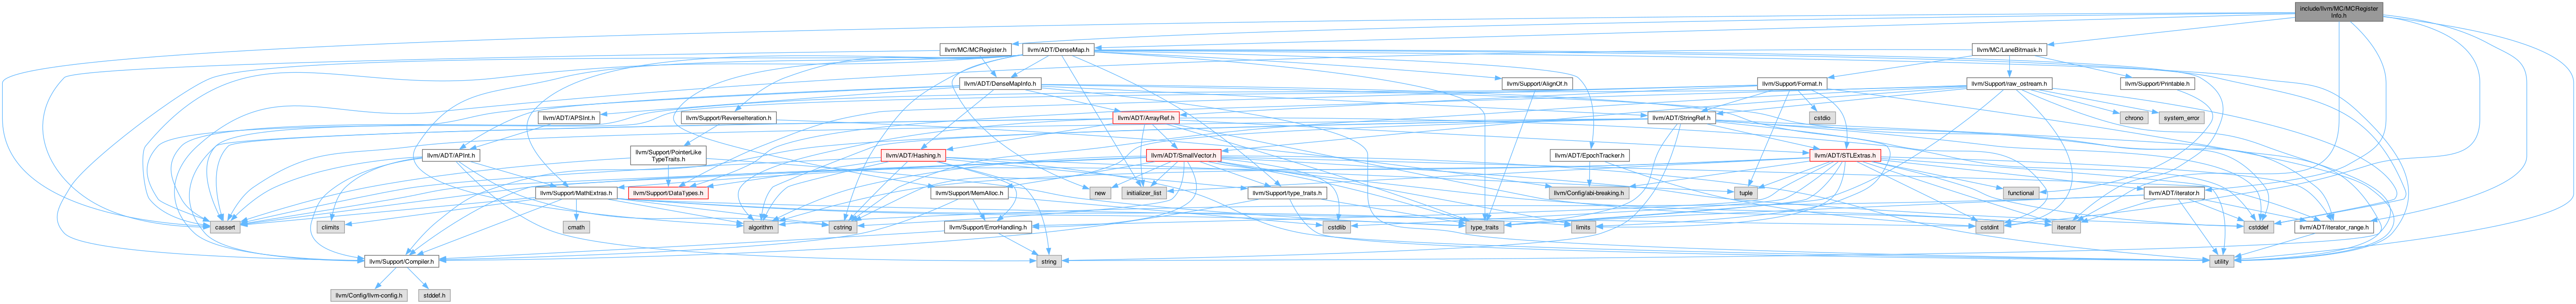 include/llvm/MC/MCRegister
Info.h
llvm/MC/MCRegister.h
llvm/ADT/DenseMap.h
llvm/MC/LaneBitmask.h
llvm/ADT/DenseMapInfo.h
llvm/Support/AlignOf.h
llvm/Support/Format.h
llvm/Support/raw_ostream.h
llvm/Support/Printable.h
llvm/ADT/APSInt.h
llvm/Support/ReverseIteration.h
llvm/ADT/ArrayRef.h
llvm/ADT/StringRef.h
cstdio
chrono
system_error
llvm/ADT/APInt.h
llvm/Support/PointerLike
TypeTraits.h
llvm/ADT/Hashing.h
llvm/ADT/SmallVector.h
llvm/ADT/EpochTracker.h
llvm/ADT/STLExtras.h
llvm/Support/MathExtras.h
llvm/Support/DataTypes.h
llvm/Support/MemAlloc.h
new
initializer_list
llvm/Support/type_traits.h
llvm/Config/abi-breaking.h
tuple
functional
llvm/ADT/iterator.h
cassert
climits
cmath
algorithm
cstring
llvm/Support/ErrorHandling.h
cstdlib
type_traits
limits
cstdint
iterator
cstddef
llvm/ADT/iterator_range.h
llvm/Support/Compiler.h
string
utility
llvm/Config/llvm-config.h
stddef.h